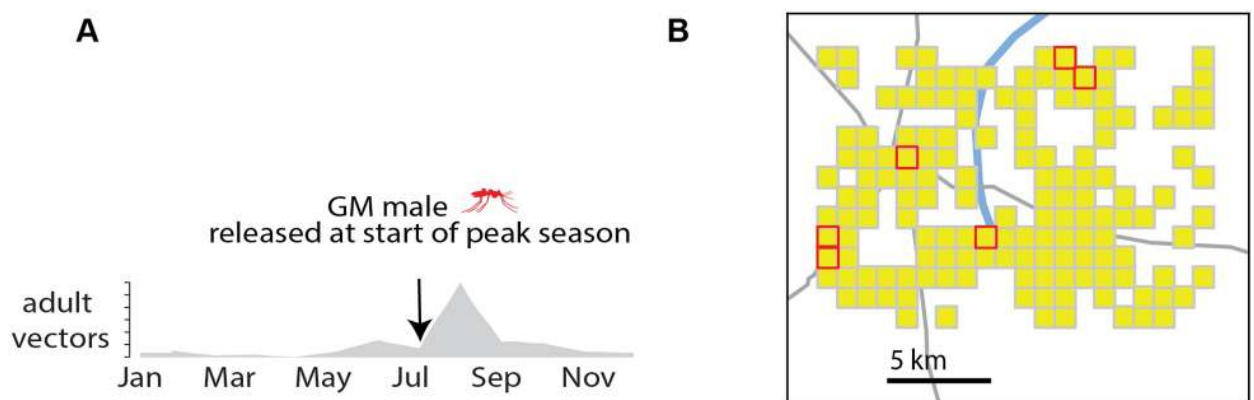 A
GM male
released at start of peak season
adult
vectors
Jan Mar May Jul Sep Nov
B
5 km